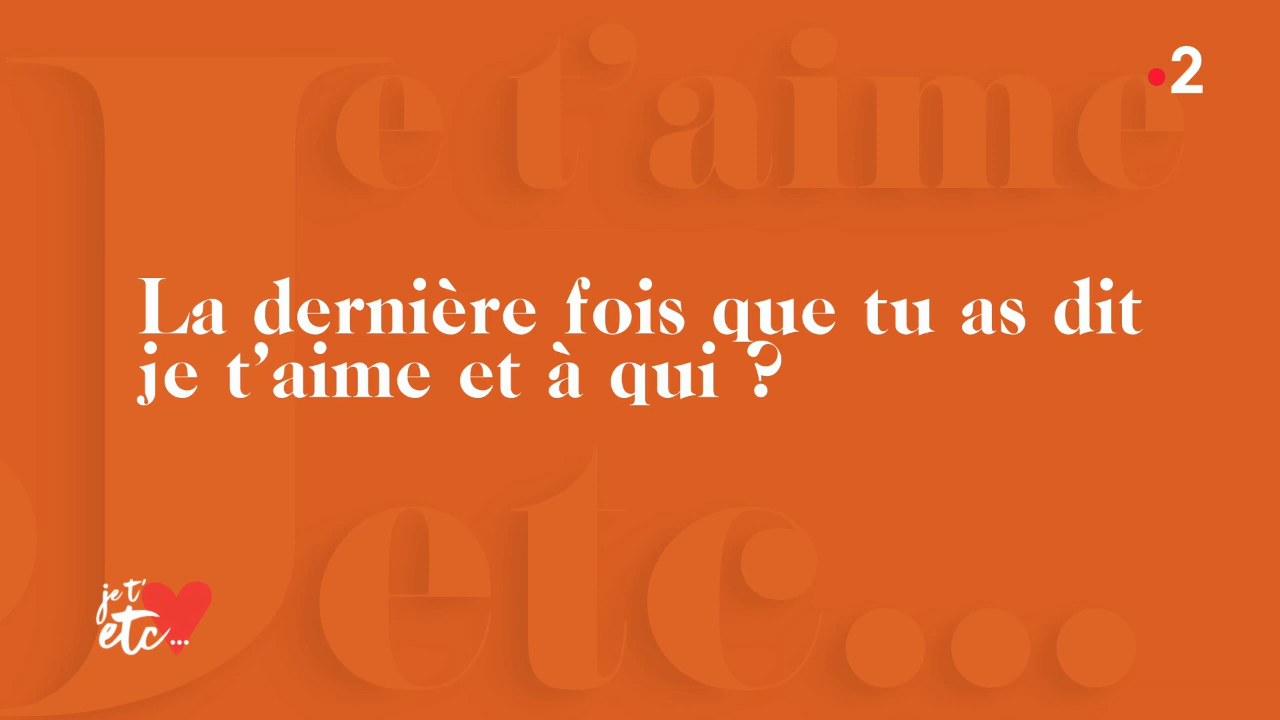 Je t'aime
2
La dernière fois que tu as dit
je t'aime et à qui ?
etc...
je t'
etc...